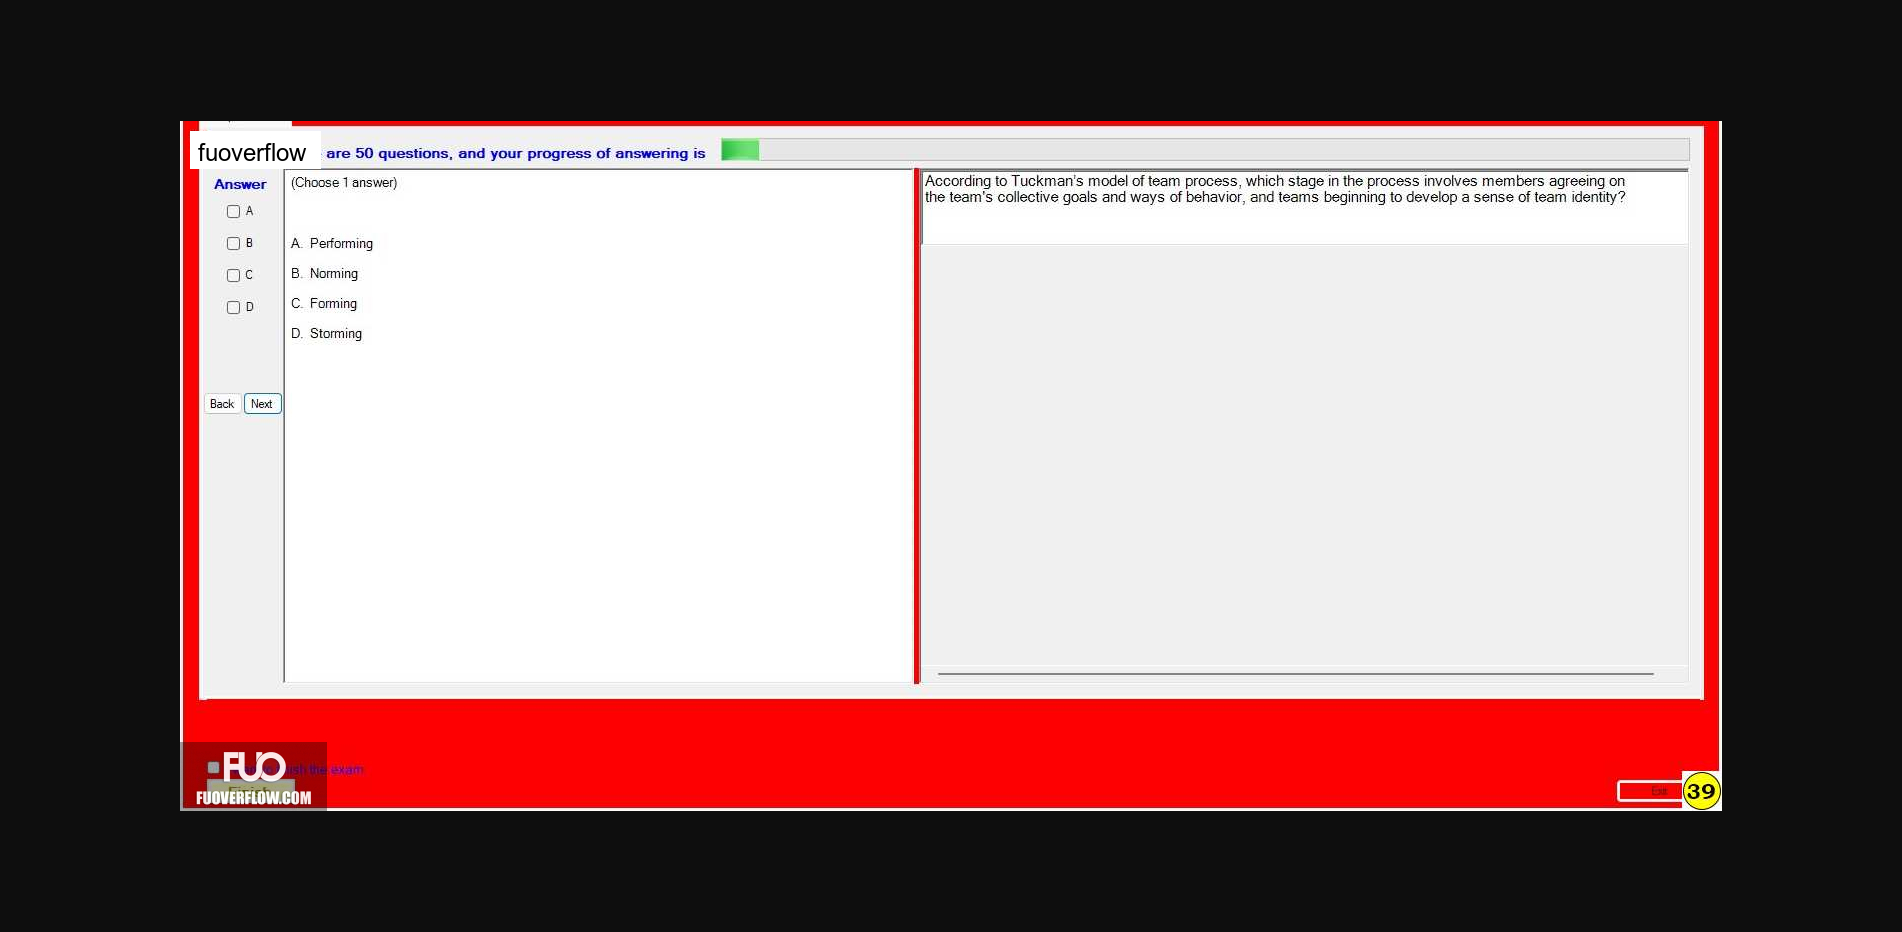 fuoverflow are 50 questions, and your progress of answering is
Answer
A
B
C
D
Back Next
(Choose 1 answer)
A. Performing
B. Norming
C. Forming
D. Storming
According to Tuckman's model of team process, which stage in the process involves members agreeing on
the team's collective goals and ways of behavior, and teams beginning to develop a sense of team identity?
FUO
the exam
Finish
FUOVERFLOW.COM
Exit
39